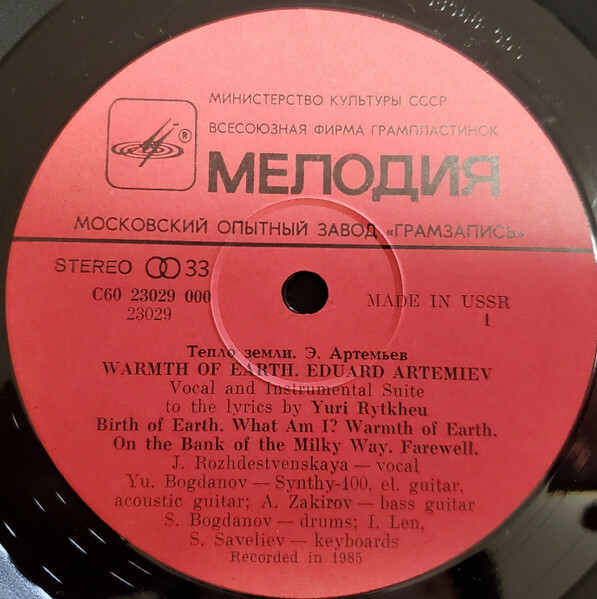 МИНИСТЕРСТВО КУЛЬТУРЫ СССР
ВСЕСОЮЗНАЯ ФИРМА ГРАМПЛАСТИНОК
®
МЕЛОДИЯ
МОСКОВСКИЙ ОПЫТНЫЙ ЗАВОД «ГРАМЗАПИСЬ»
STEREO 33
С60 23029 000
23029
MADE IN USSR
1
Тепло земли. Э. Артемьев
WARMTH OF EARTH. EDUARD ARTEMIEV
Vocal and Instrumental Suite
to the lyrics by Yuri Rytkheu
Birth of Earth. What Am I? Warmth of Earth.
On the Bank of the Milky Way. Farewell.
J. Rozhdestvenskaya — vocal
Yu. Bogdanov — Synthy-100, el. guitar,
acoustic guitar; A. Zakirov — bass guitar
S. Bogdanov — drums; I. Len,
S. Saveliev — keyboards
Recorded in 1985